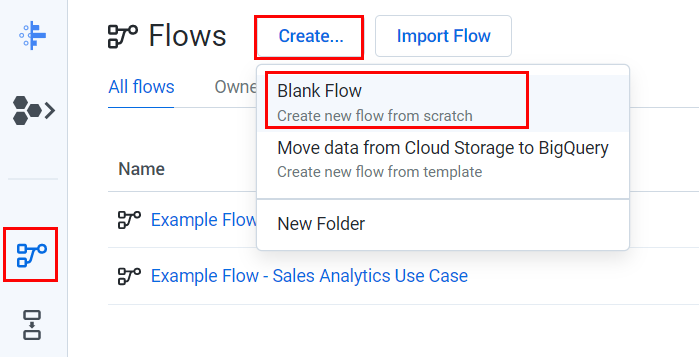 Flows
Create...
Import Flow
All flows
Owne
Blank Flow
Create new flow from scratch
Move data from Cloud Storage to BigQuery
Create new flow from template
New Folder
Name
Example Flow
Example Flow - Sales Analytics Use Case